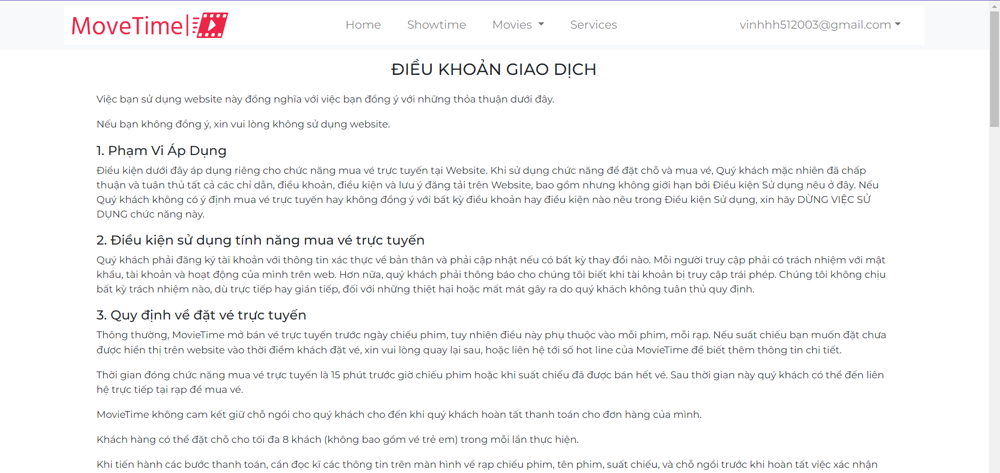 MoveTime
Home Showtime Movies Services vinhhh512003@gmail.com
ĐIỀU KHOẢN GIAO DỊCH
Việc bạn sử dụng website này đồng nghĩa với việc bạn đồng ý với những thỏa thuận dưới đây.
Nếu bạn không đồng ý, xin vui lòng không sử dụng website.
1. Phạm Vi Áp Dụng
Điều kiện dưới đây áp dụng riêng cho chức năng mua vé trực tuyến tại Website. Khi sử dụng chức năng để đặt chỗ và mua vé, Quý khách mặc nhiên đã chấp
thuận và tuân thủ tất cả các chỉ dẫn, điều khoản, điều kiện và lưu ý đăng tải trên Website, bao gồm nhưng không giới hạn bởi Điều kiện Sử dụng nêu ở đây. Nếu
Quý khách không có ý định mua vé trực tuyến hay không đồng ý với bất kỳ điều khoản hay điều kiện nào nêu trong Điều kiện Sử dụng, xin hãy DỪNG VIỆC SỬ
DỤNG chức năng này.
2. Điều kiện sử dụng tính năng mua vé trực tuyến
Quý khách phải đăng ký tài khoản với thông tin xác thực về bản thân và phải cập nhật nếu có bất kỳ thay đổi nào. Mỗi người truy cập phải có trách nhiệm với mật
khẩu, tài khoản và hoạt động của mình trên web. Hơn nữa, quý khách phải thông báo cho chúng tôi biết khi tài khoản bị truy cập trái phép. Chúng tôi không chịu
bất kỳ trách nhiệm nào, dù trực tiếp hay gián tiếp, đối với những thiệt hại hoặc mất mát gây ra do quý khách không tuân thủ quy định.
3. Quy định về đặt vé trực tuyến
Thông thường, MovieTime mở bán vé trực tuyến trước ngày chiếu phim, tuy nhiên điều này phụ thuộc vào mỗi phim, mỗi rạp. Nếu suất chiếu bạn muốn đặt chưa
được hiển thị trên website vào thời điểm khách đặt vé, xin vui lòng quay lại sau, hoặc liên hệ tới số hot line của MovieTime để biết thêm thông tin chi tiết.
Thời gian đóng chức năng mua vé trực tuyến là 15 phút trước giờ chiếu phim hoặc khi suất chiếu đã được bán hết vé. Sau thời gian này quý khách có thể đến liên
hệ trực tiếp tại rạp để mua vé.
MovieTime không cam kết giữ chỗ ngồi cho quý khách cho đến khi quý khách hoàn tất thanh toán cho đơn hàng của mình.
Khách hàng có thể đặt chỗ cho tối đa 8 khách (không bao gồm vé trẻ em) trong mỗi lần thực hiện.
Khi tiến hành các bước thanh toán, cần đọc kĩ các thông tin trên màn hình về rạp chiếu phim, tên phim, suất chiếu, và chỗ ngồi trước khi hoàn tất việc xác nhận